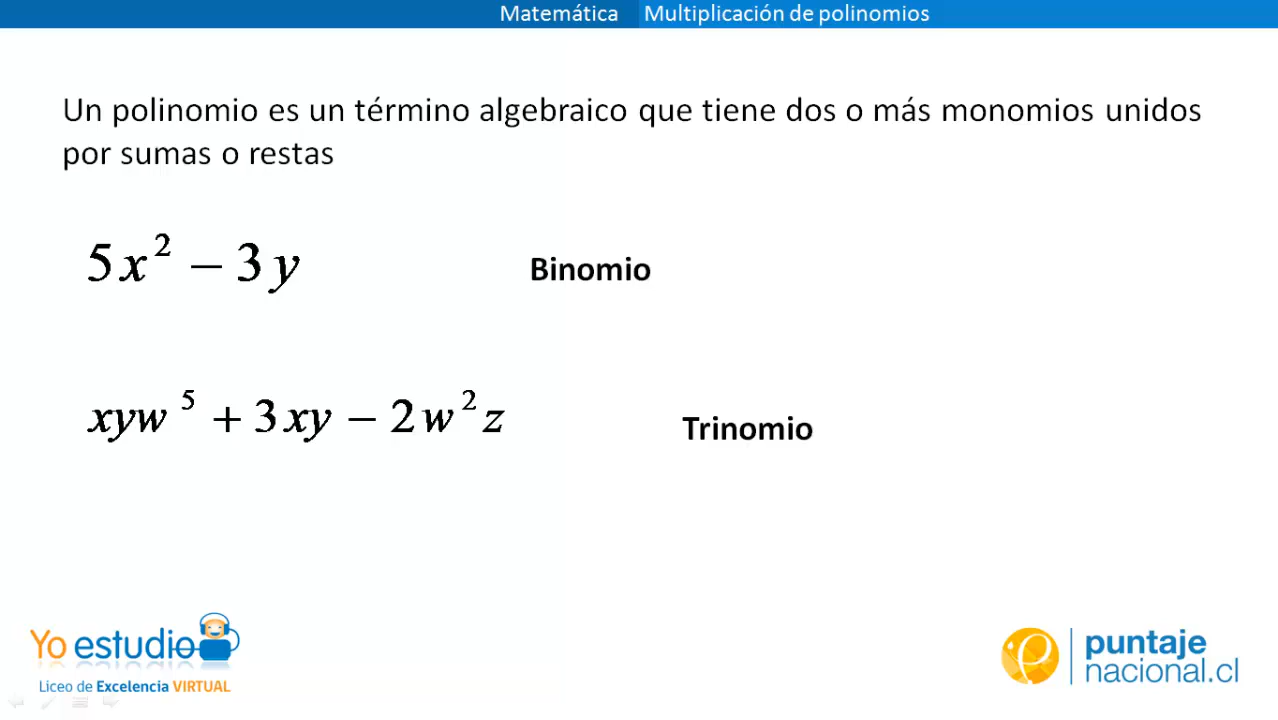 Matemática Multiplicación de polinomios
Un polinomio es un término algebraico que tiene dos o más monomios unidos
por sumas o restas
5x² − 3y Binomio
xyw⁵ + 3xy − 2w²z Trinomio
Yo estudio
Liceo de Excelencia VIRTUAL
puntaje
nacional.cl